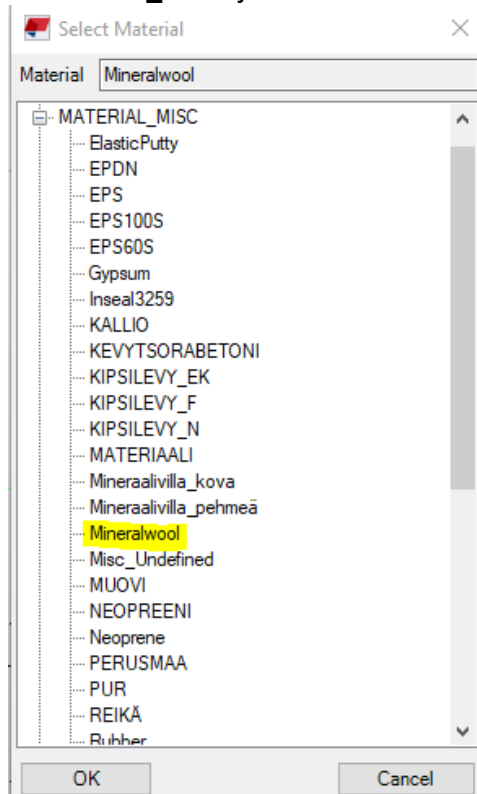 Select Material
Material Mineralwool
MATERIAL_MISC
ElasticPutty
EPDN
EPS
EPS100S
EPS60S
Gypsum
Inseal3259
KALLIO
KEVYTSORABETONI
KIPSILEVY_EK
KIPSILEVY_F
KIPSILEVY_N
MATERIAALI
Mineraalivilla_kova
Mineraalivilla_pehmeä
Mineralwool
Misc_Undefined
MUOVI
NEOPREENI
Neoprene
PERUSMAA
PUR
REIKÄ
Rubber
OK Cancel